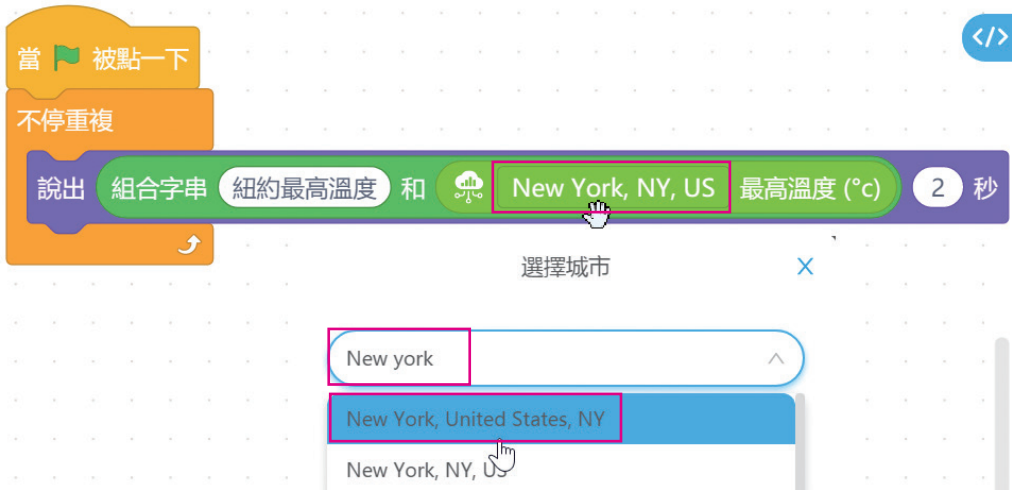 當 被點一下
</>
不停重複
說出 組合字串 紐約最高溫度 和 New York, NY, US 最高溫度 (°c) 2 秒
選擇城市 X
New york
New York, United States, NY
New York, NY, US